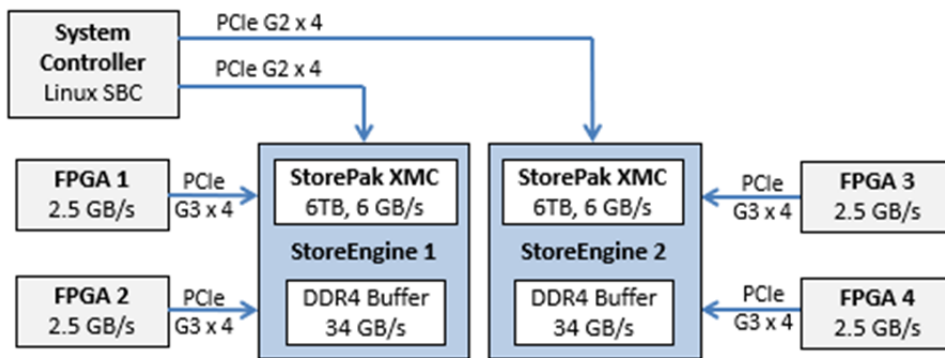 System
Controller
Linux SBC
PCIe G2 x 4
PCIe G2 x 4
FPGA 1
2.5 GB/s
PCIe
G3 x 4
FPGA 2
2.5 GB/s
PCIe
G3 x 4
StorePak XMC
6TB, 6 GB/s
StoreEngine 1
DDR4 Buffer
34 GB/s
StorePak XMC
6TB, 6 GB/s
StoreEngine 2
DDR4 Buffer
34 GB/s
PCIe
G3 x 4
FPGA 3
2.5 GB/s
PCIe
G3 x 4
FPGA 4
2.5 GB/s